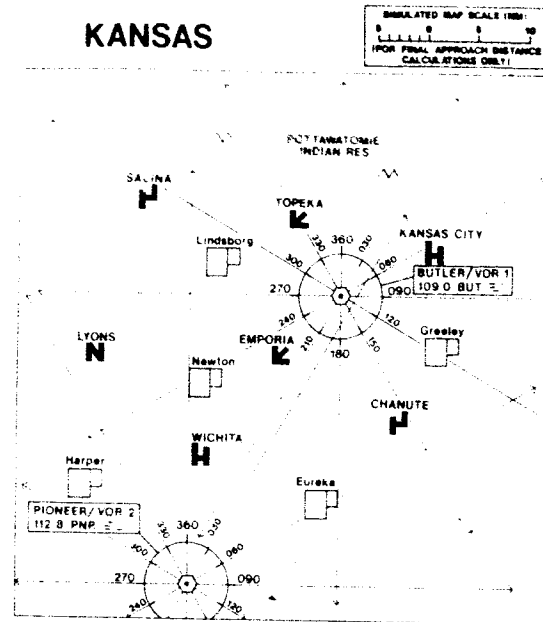 KANSAS
SIMULATED MAP SCALE (NM)
5 0 5 10
(FOR FINAL APPROACH DISTANCE
CALCULATIONS ONLY)
POTTAWATOMIE
INDIAN RES
SALINA
TOPEKA
KANSAS CITY
Lindsborg
360
330
030
300
060
BUTLER/VOR 1
109.0 BUT
270
090
240
120
210
150
180
LYONS
EMPORIA
Greeley
Newton
CHANUTE
WICHITA
Harper
Eureka
PIONEER/VOR 2
112.8 PNR
360
330
030
300
060
270
090
240
120